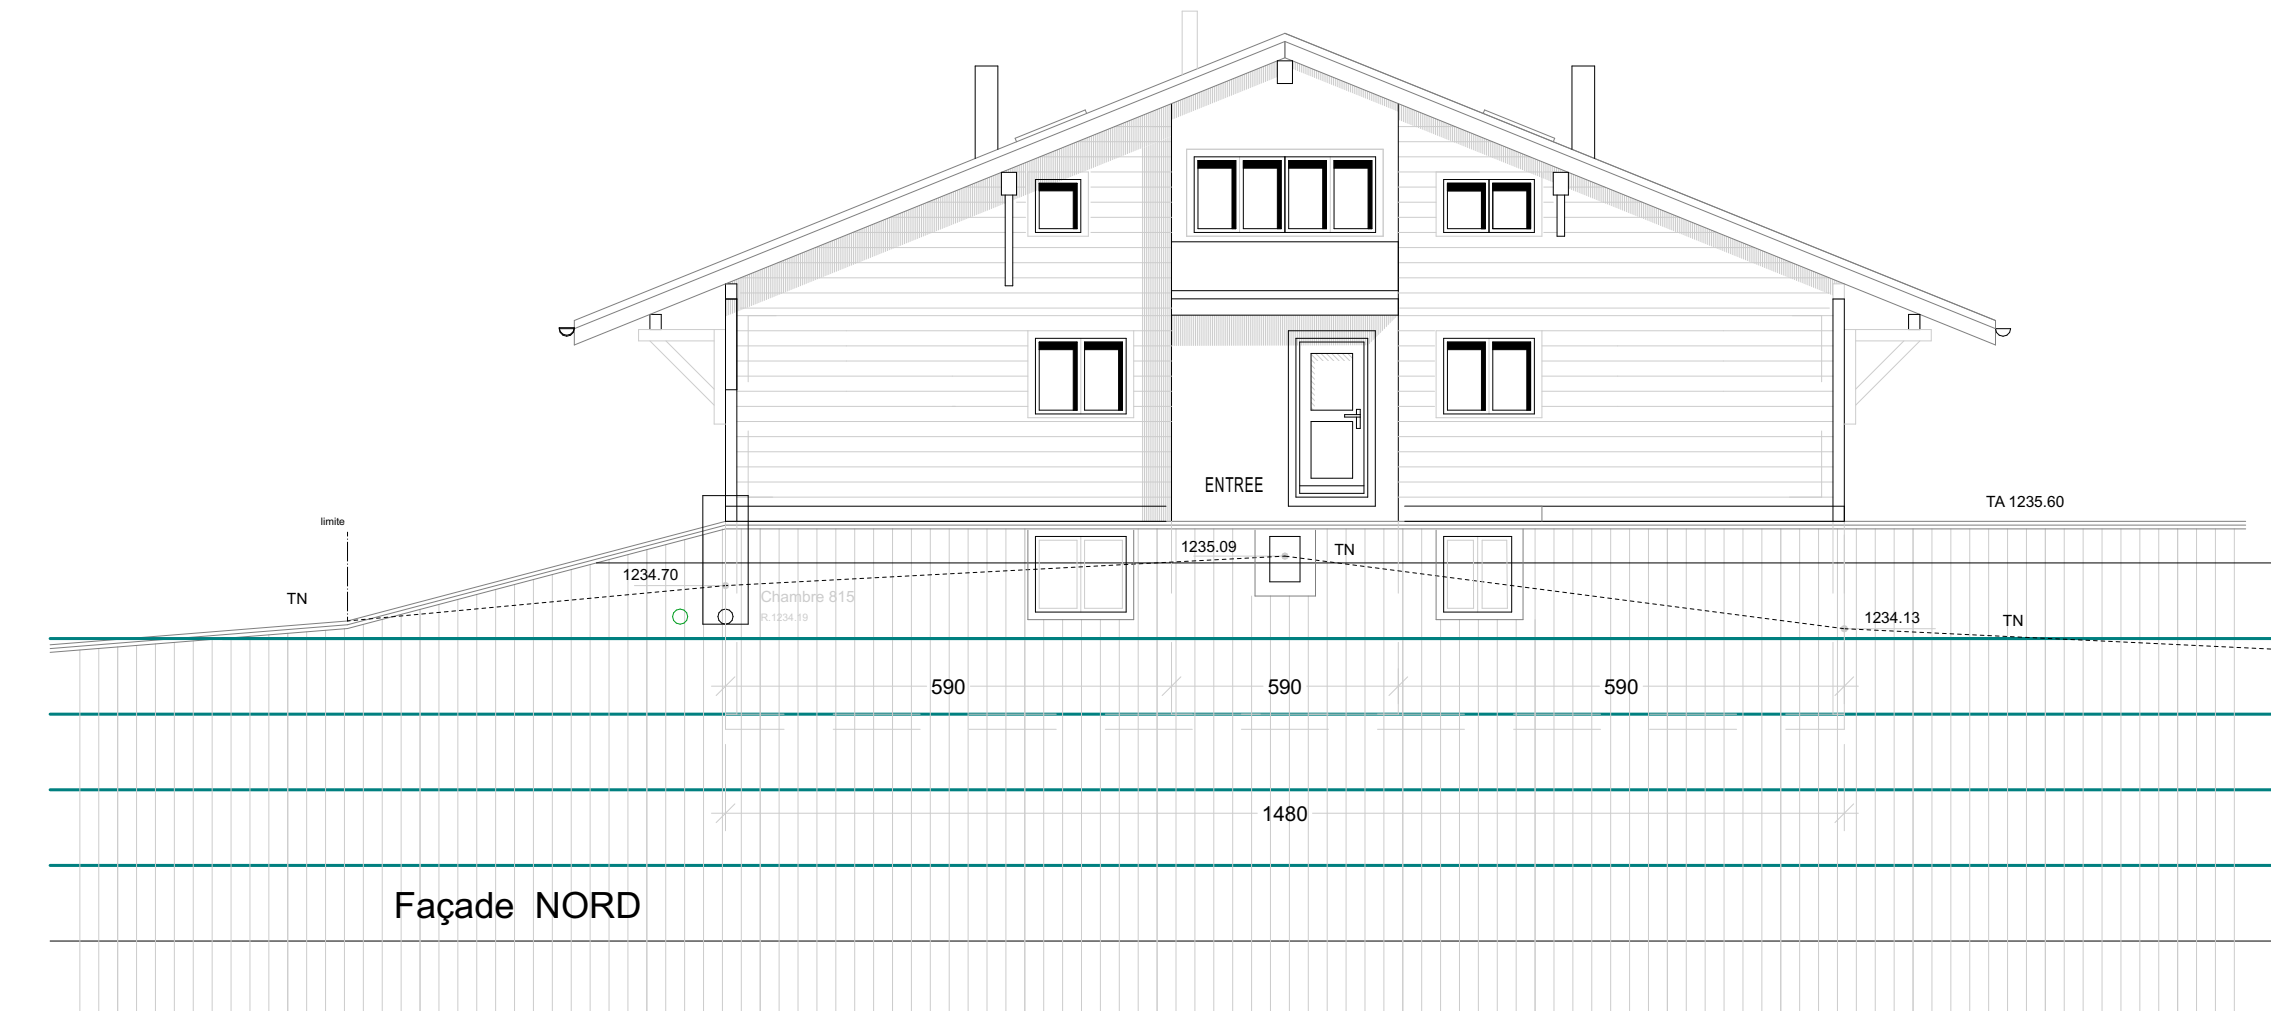 ENTREE
TA 1235.60
limite
1235.09
TN
1234.70
TN
Chambre 815
R.1234.19
1234.13
TN
590
590
590
1480
Façade NORD